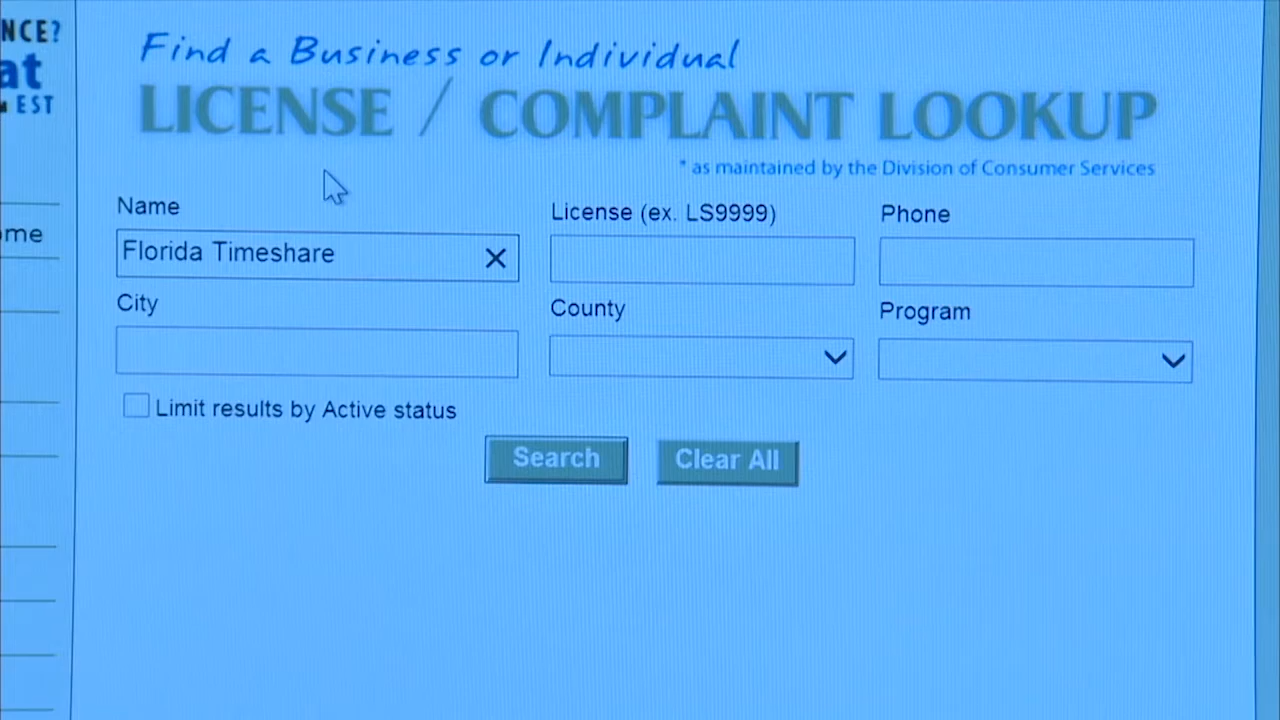 NCE?
at
EST
ome
Find a Business or Individual
LICENSE / COMPLAINT LOOKUP
* as maintained by the Division of Consumer Services
Name
License (ex. LS9999)
Phone
Florida Timeshare
City
County
Program
Limit results by Active status
Search
Clear All